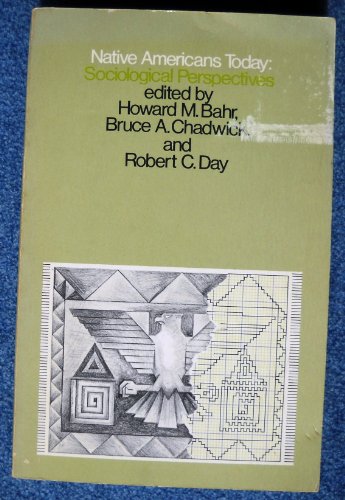 Native Americans Today:
Sociological Perspectives
edited by
Howard M. Bahr,
Bruce A. Chadwick,
and
Robert C. Day